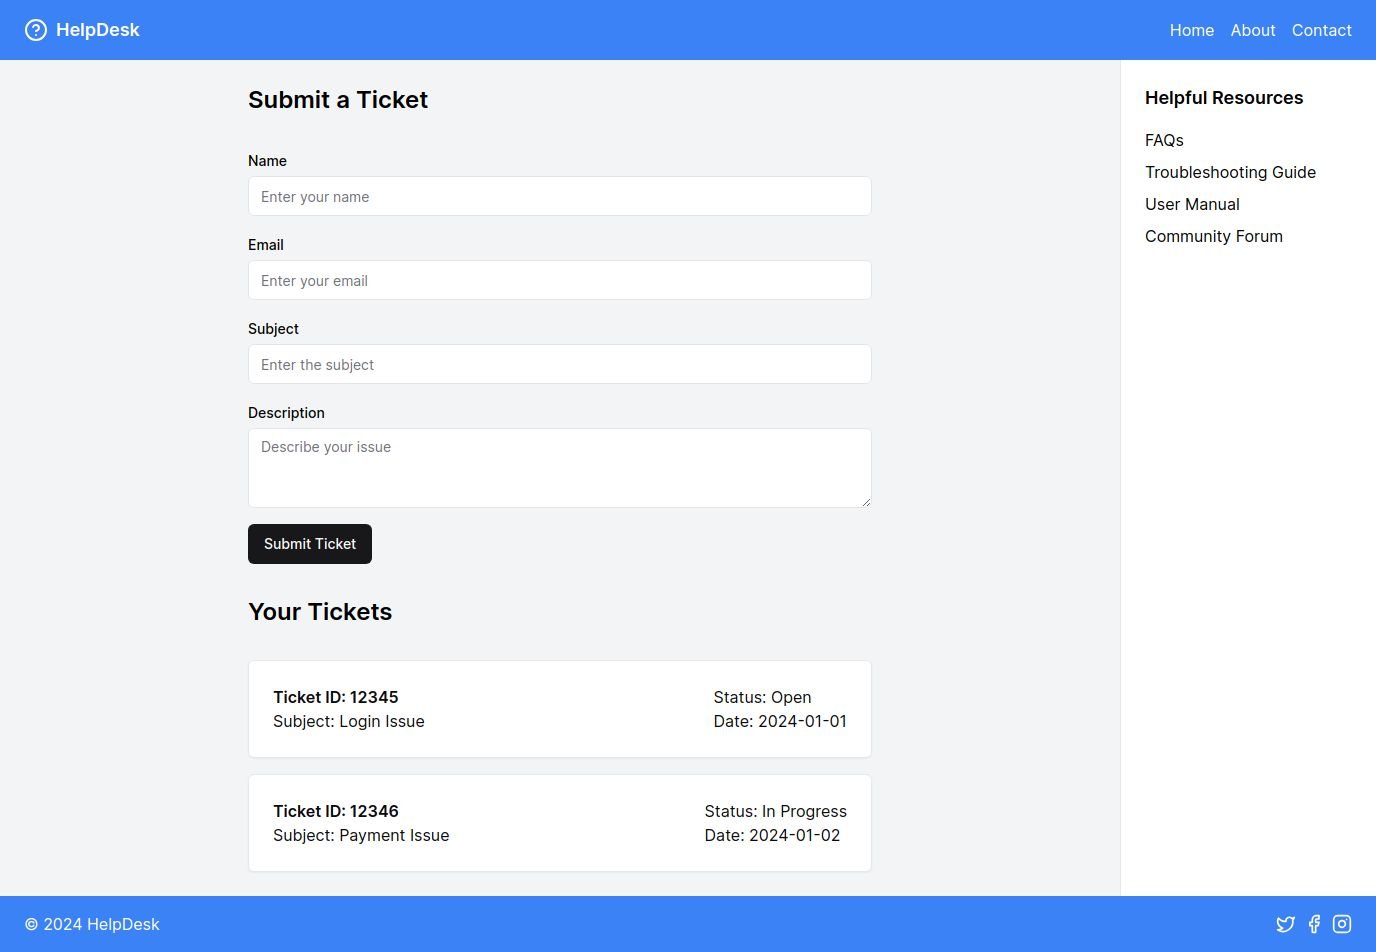 HelpDesk
Home About Contact
Submit a Ticket
Name
Enter your name
Email
Enter your email
Subject
Enter the subject
Description
Describe your issue
Submit Ticket
Your Tickets
Ticket ID: 12345
Subject: Login Issue
Status: Open
Date: 2024-01-01
Ticket ID: 12346
Subject: Payment Issue
Status: In Progress
Date: 2024-01-02
Helpful Resources
FAQs
Troubleshooting Guide
User Manual
Community Forum
© 2024 HelpDesk